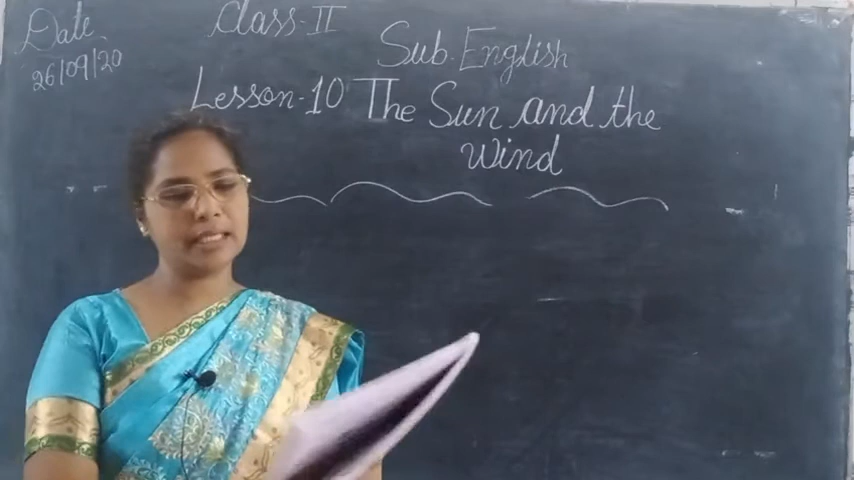 Date
26/09/20
Class-II
Sub-English
Lesson-10 The Sun and the
Wind